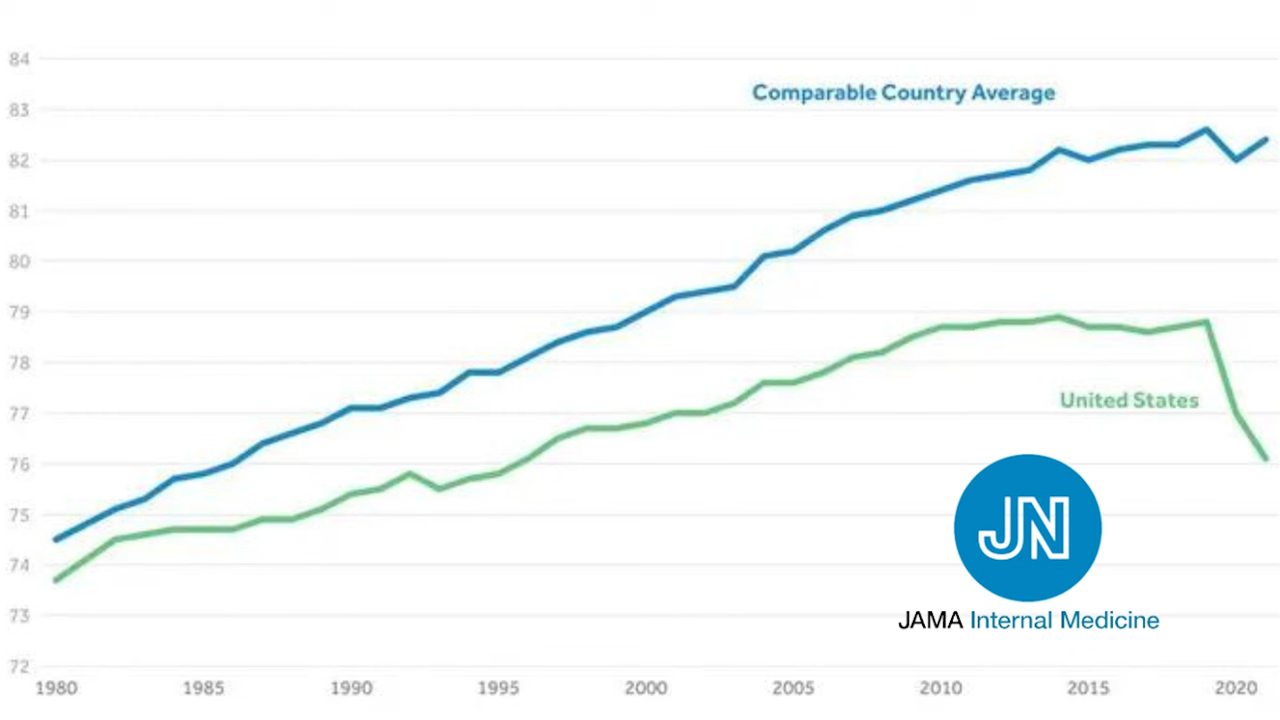 84
Comparable Country Average
83
82
81
80
79
78
77
United States
76
75
74
73
JAMA Internal Medicine
72
1980 1985 1990 1995 2000 2005 2010 2015 2020
JN